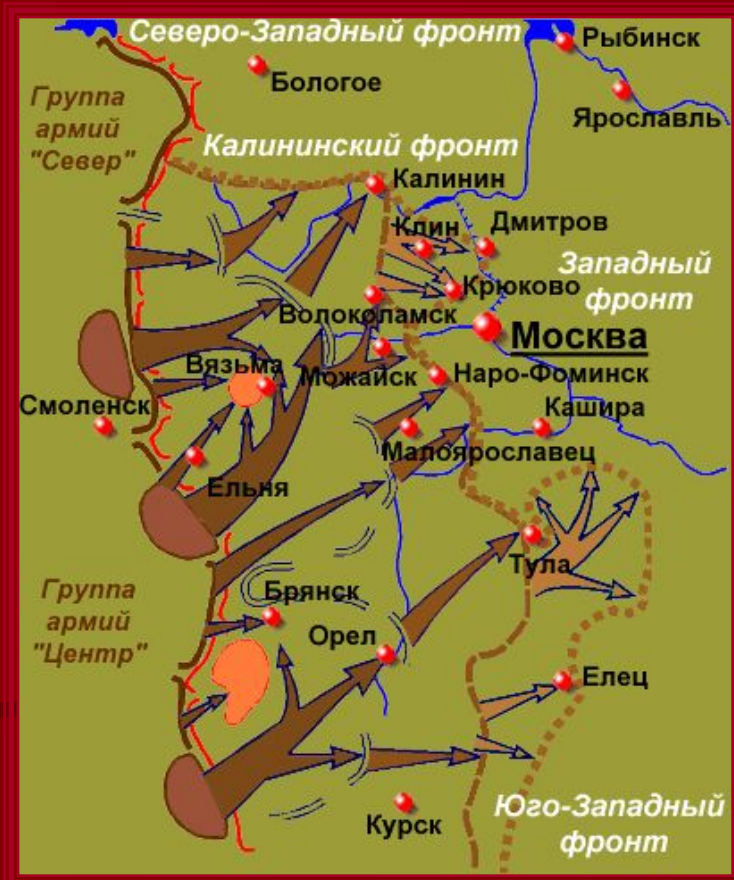 Северо-Западный фронт
Рыбинск
Бологое
Ярославль
Группа
армий
"Север"
Калининский фронт
Калинин
Клин
Дмитров
Западный
фронт
Крюково
Волоколамск
Москва
Вязьма
Можайск
Наро-Фоминск
Смоленск
Кашира
Малоярославец
Ельня
Тула
Группа
армий
"Центр"
Брянск
Орел
Елец
Курск
Юго-Западный
фронт